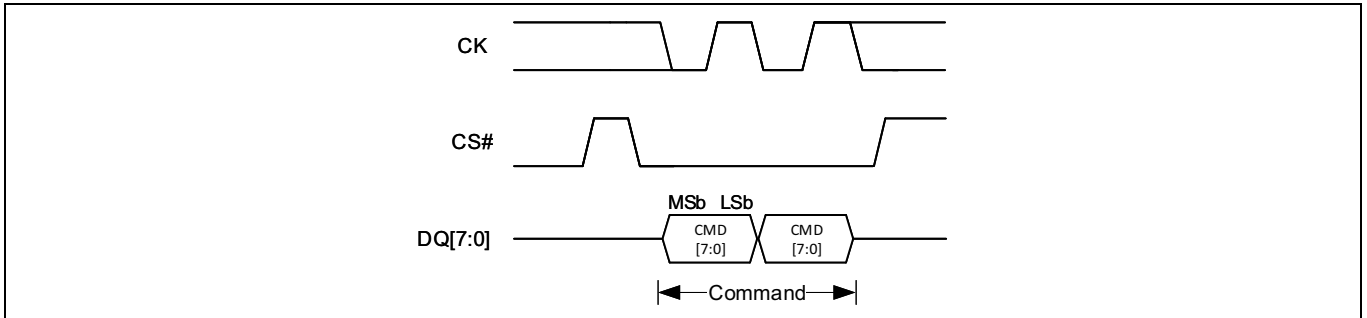 CK
CS#
MSb LSb
DQ[7:0]
CMD
[7:0]
CMD
[7:0]
Command